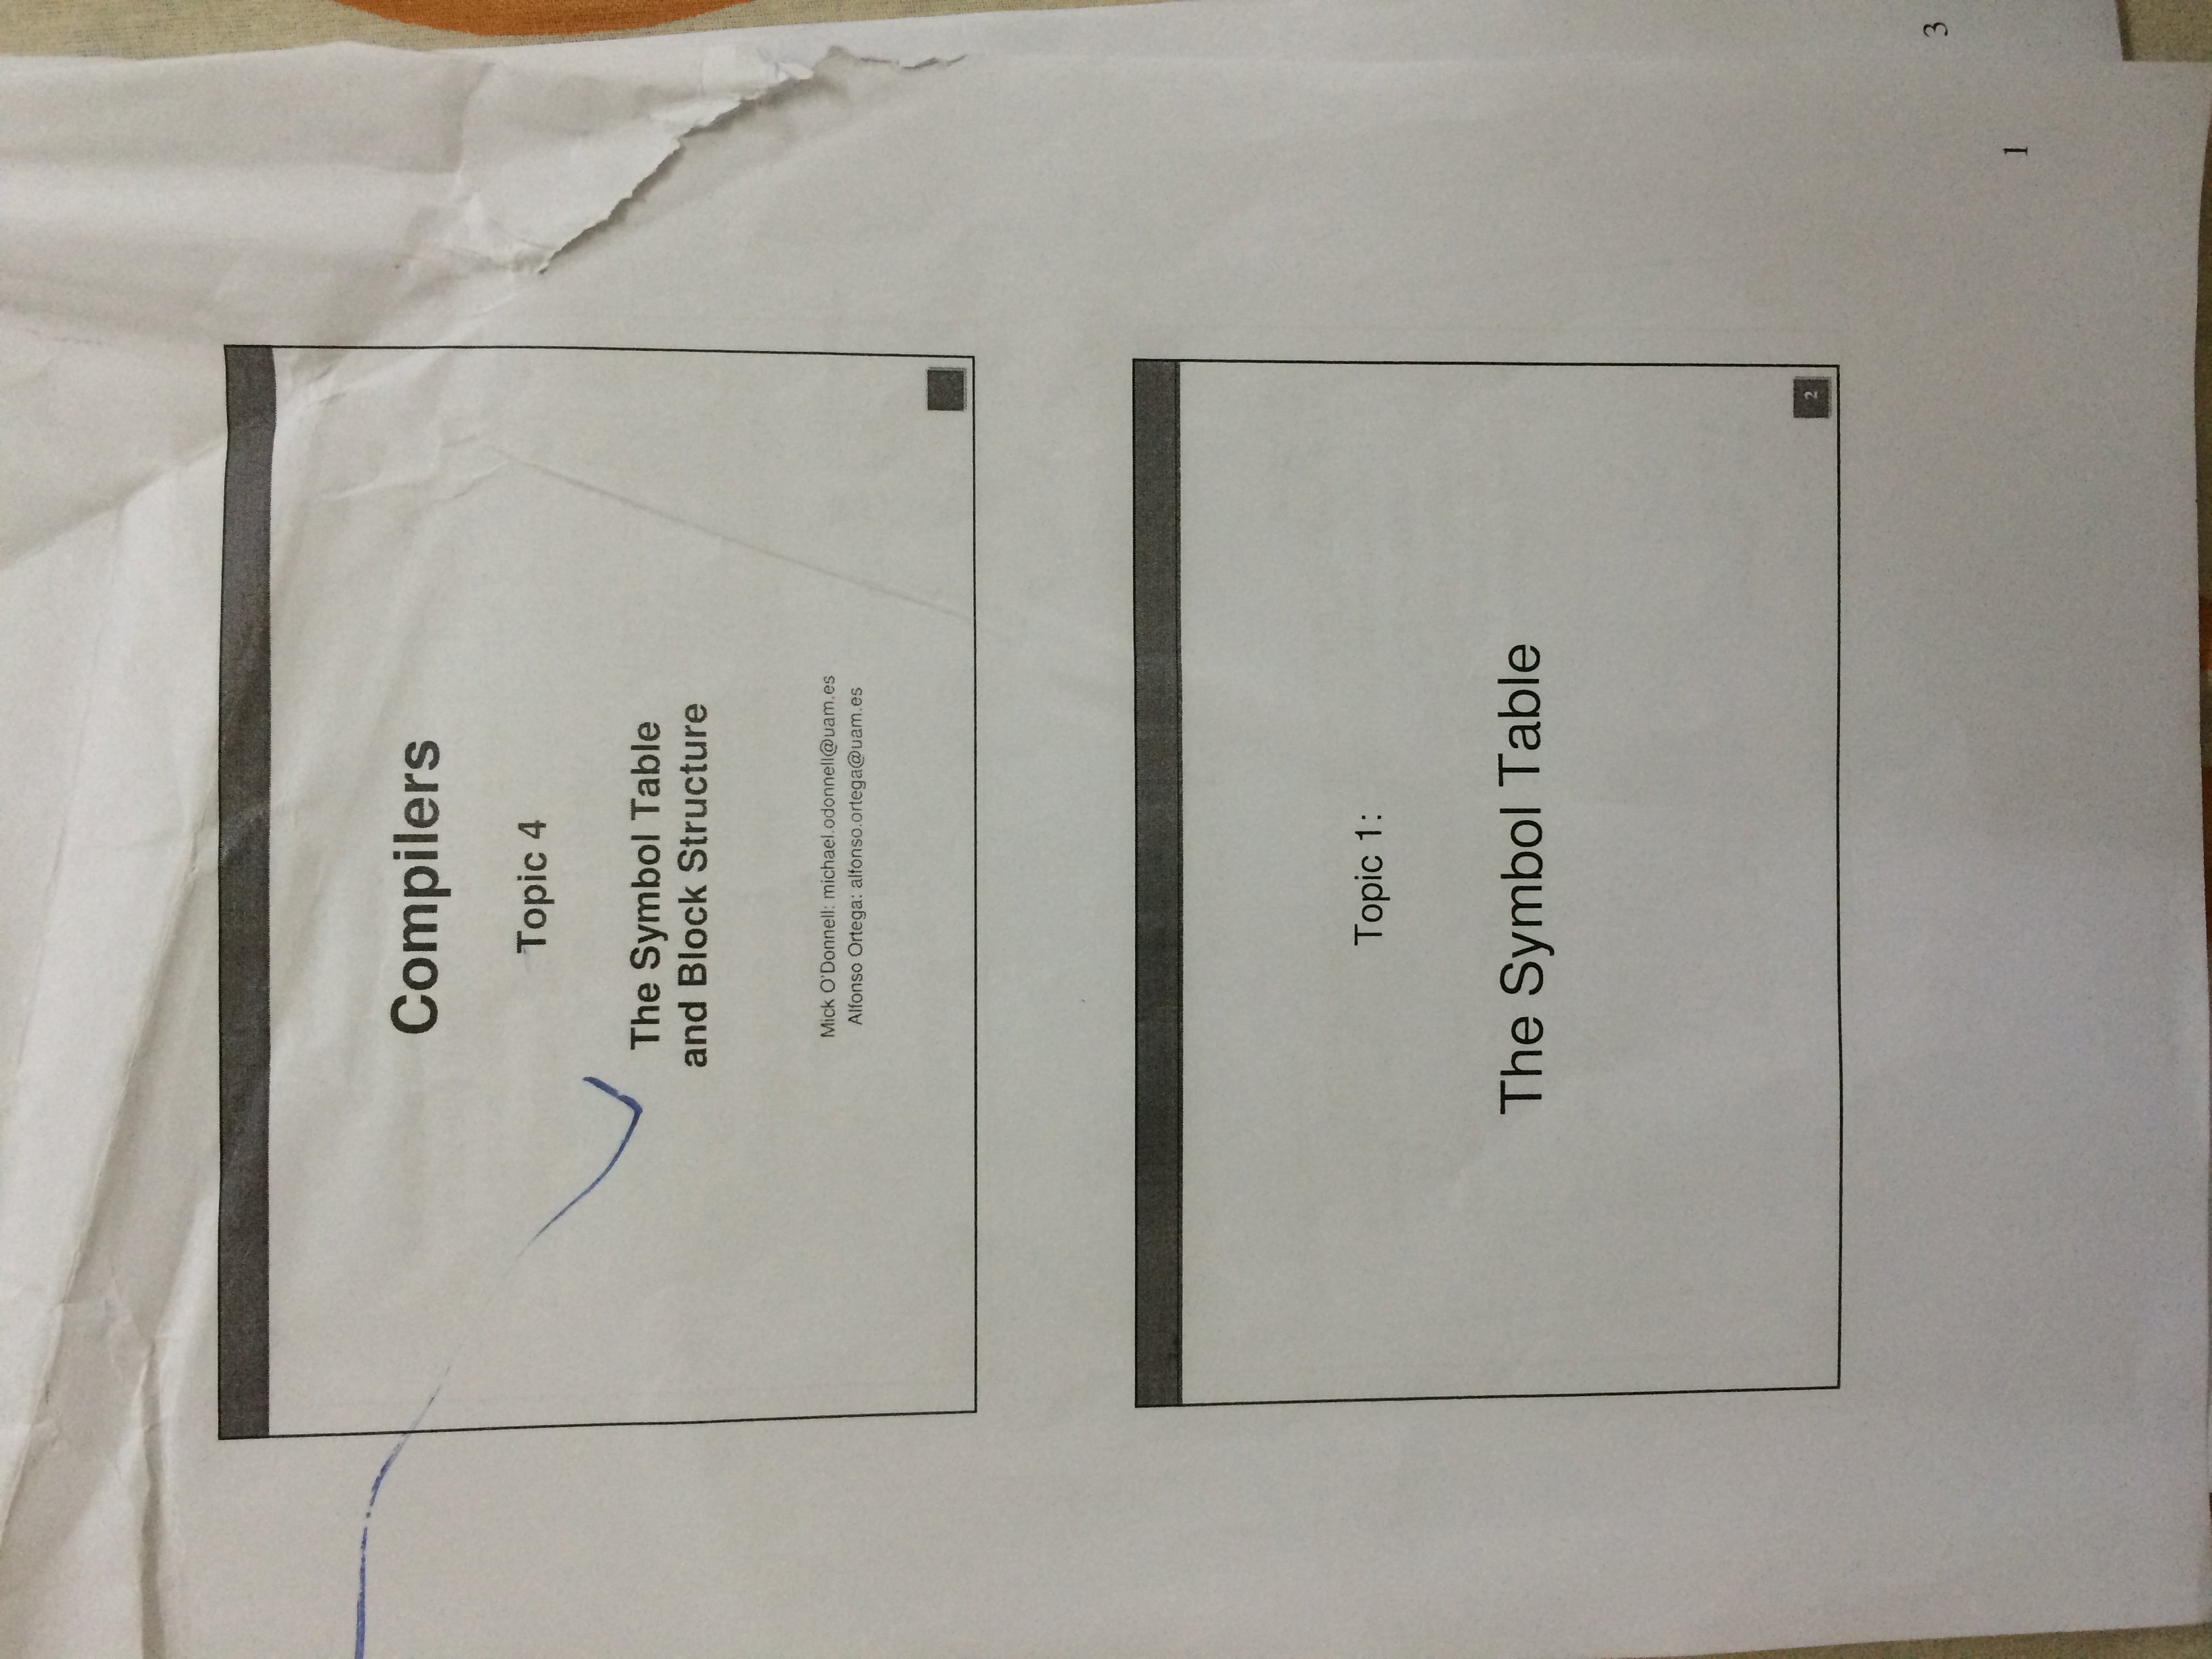 Compilers
Topic 4
The Symbol Table
and Block Structure
Mick O'Donnell: michael.odonnell@uam.es
Alfonso Ortega: alfonso.ortega@uam.es
Topic 1:
The Symbol Table
2
3
1